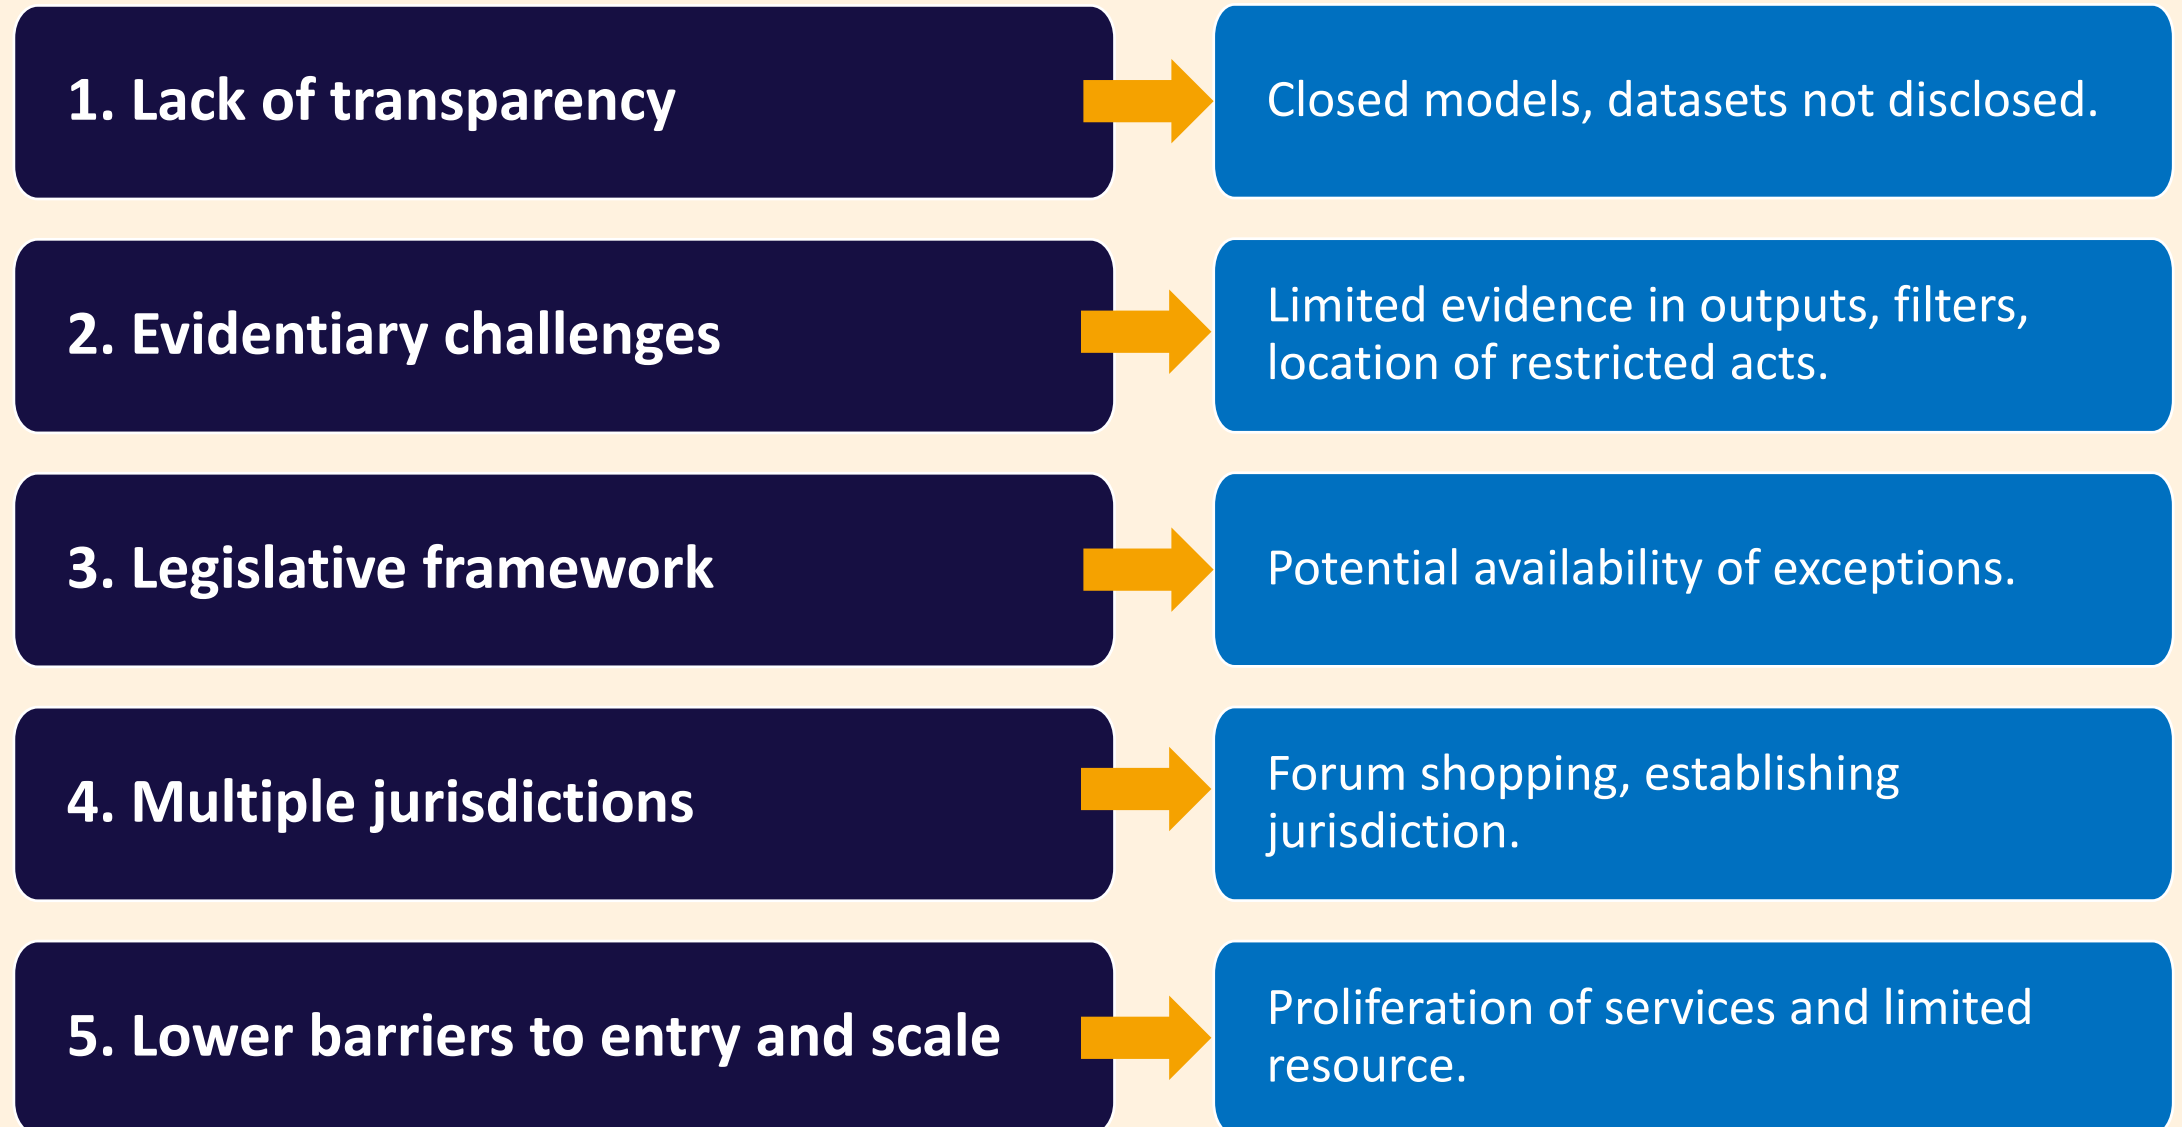 1. Lack of transparency
Closed models, datasets not disclosed.
2. Evidentiary challenges
Limited evidence in outputs, filters,
location of restricted acts.
3. Legislative framework
Potential availability of exceptions.
4. Multiple jurisdictions
Forum shopping, establishing
jurisdiction.
5. Lower barriers to entry and scale
Proliferation of services and limited
resource.